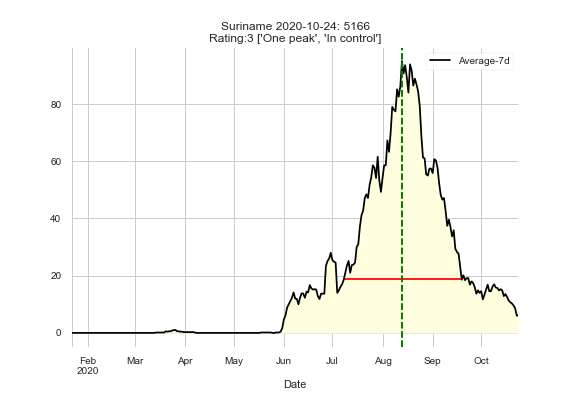 Suriname 2020-10-24: 5166
Rating:3 ['One peak', 'In control']
Average-7d
80
60
40
20
0
Feb
2020
Mar
Apr
May
Jun
Jul
Aug
Sep
Oct
Date